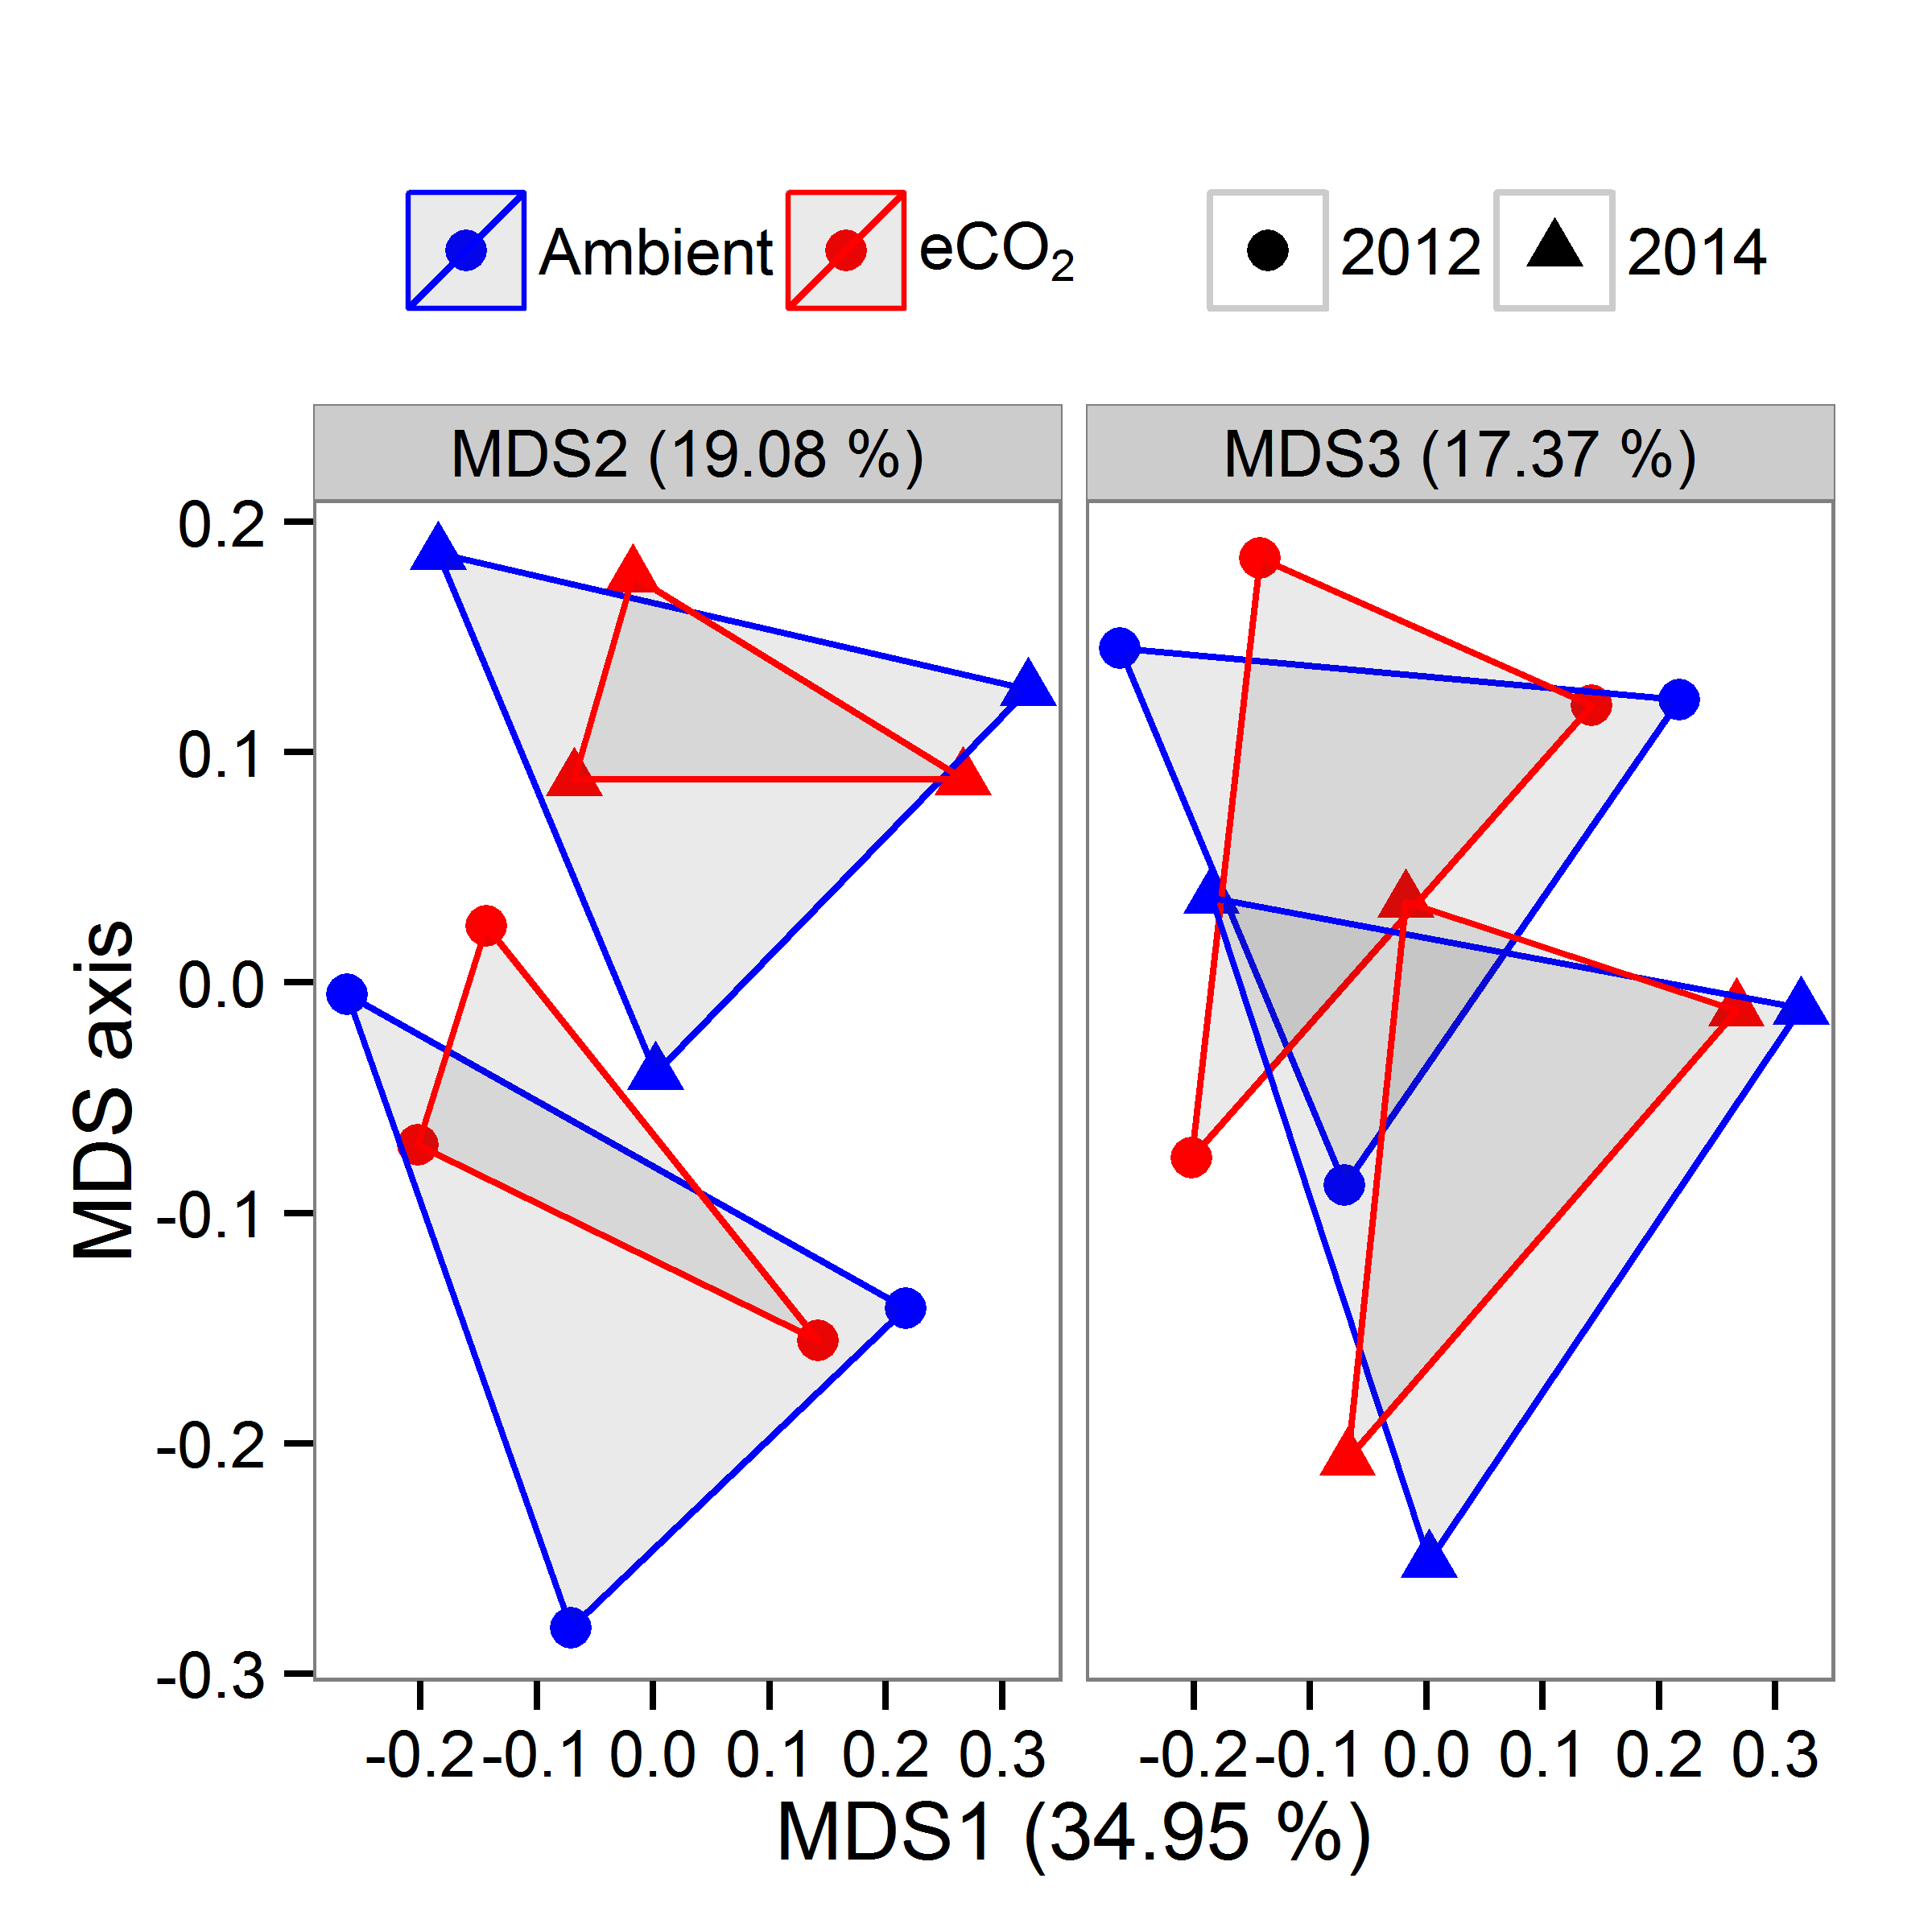 Ambient eCO₂ 2012 2014
MDS2 (19.08 %) MDS3 (17.37 %)
0.2
0.1
0.0
-0.1
-0.2
-0.3
MDS axis
-0.2 -0.1 0.0 0.1 0.2 0.3 -0.2 -0.1 0.0 0.1 0.2 0.3
MDS1 (34.95 %)